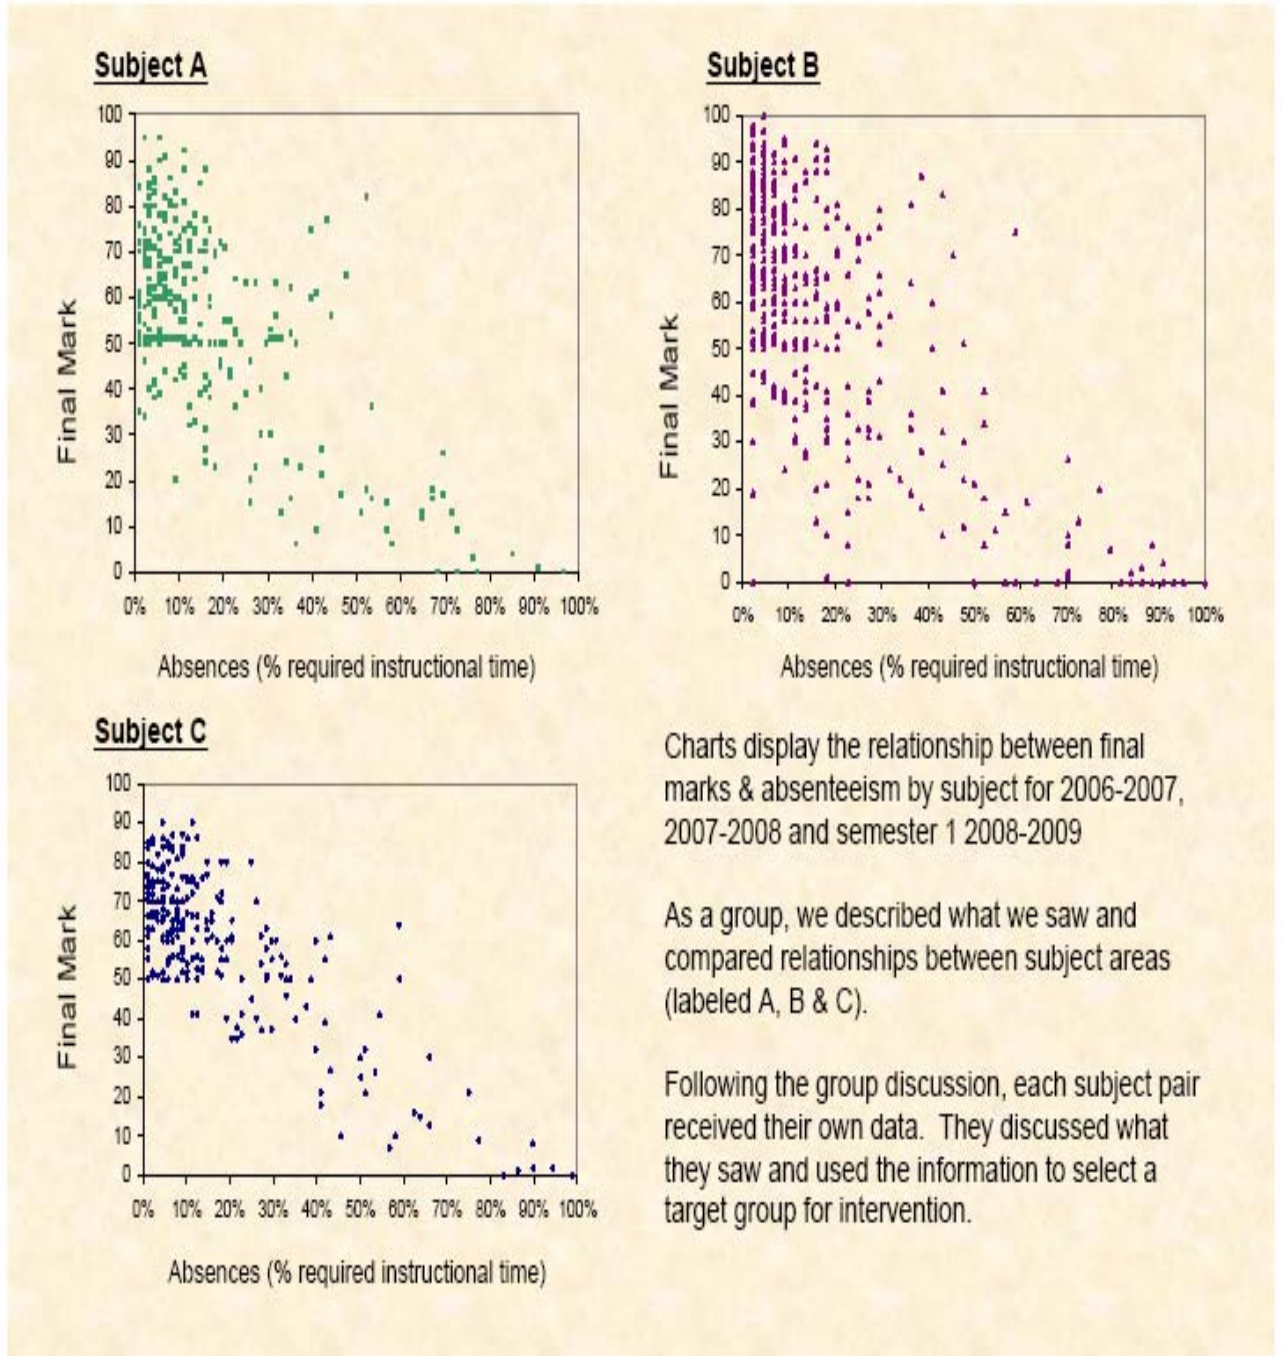 Subject A
100
90
80
70
60
50
40
30
20
10
0
Final Mark
0% 10% 20% 30% 40% 50% 60% 70% 80% 90% 100%
Absences (% required instructional time)
Subject B
100
90
80
70
60
50
40
30
20
10
0
Final Mark
0% 10% 20% 30% 40% 50% 60% 70% 80% 90% 100%
Absences (% required instructional time)
Subject C
100
90
80
70
60
50
40
30
20
10
0
Final Mark
0% 10% 20% 30% 40% 50% 60% 70% 80% 90% 100%
Absences (% required instructional time)
Charts display the relationship between final
marks & absenteeism by subject for 2006-2007,
2007-2008 and semester 1 2008-2009
As a group, we described what we saw and
compared relationships between subject areas
(labeled A, B & C).
Following the group discussion, each subject pair
received their own data.  They discussed what
they saw and used the information to select a
target group for intervention.